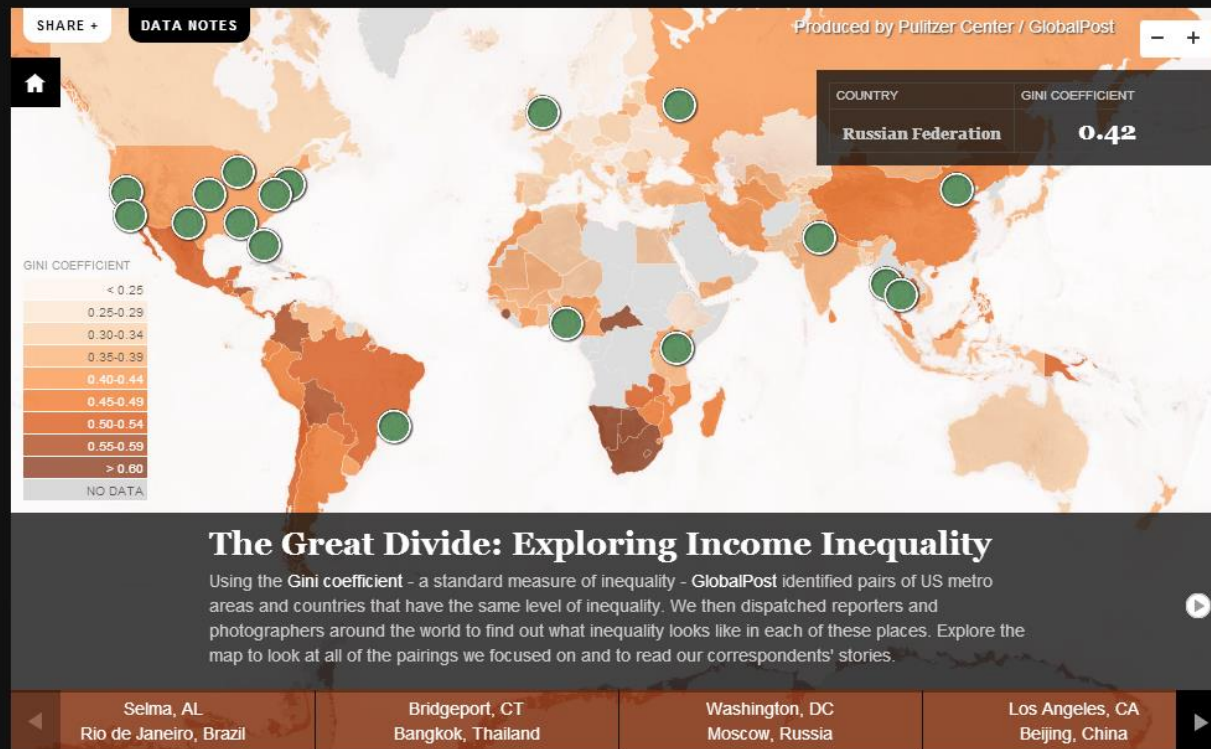 SHARE +
DATA NOTES
Produced by Pulitzer Center / GlobalPost
− +
COUNTRY GINI COEFFICIENT
Russian Federation 0.42
GINI COEFFICIENT
< 0.25
0.25-0.29
0.30-0.34
0.35-0.39
0.40-0.44
0.45-0.49
0.50-0.54
0.55-0.59
> 0.60
NO DATA
The Great Divide: Exploring Income Inequality
Using the Gini coefficient - a standard measure of inequality - GlobalPost identified pairs of US metro
areas and countries that have the same level of inequality. We then dispatched reporters and
photographers around the world to find out what inequality looks like in each of these places. Explore the
map to look at all of the pairings we focused on and to read our correspondents' stories.
Selma, AL
Rio de Janeiro, Brazil
Bridgeport, CT
Bangkok, Thailand
Washington, DC
Moscow, Russia
Los Angeles, CA
Beijing, China